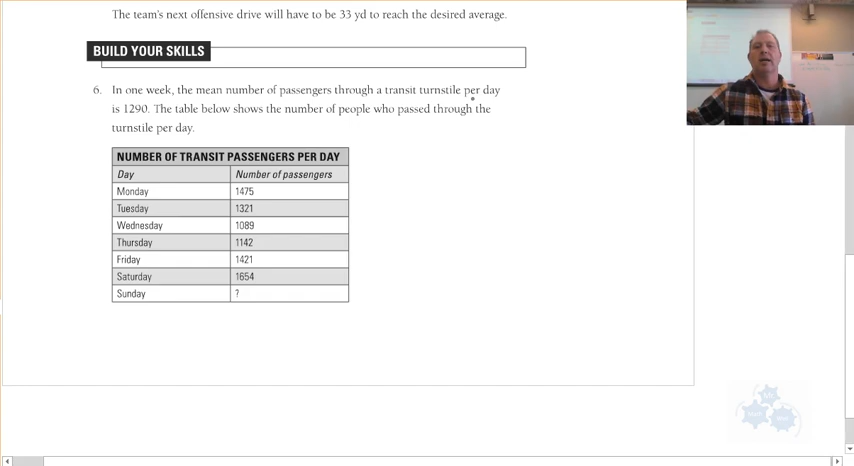 The team's next offensive drive will have to be 33 yd to reach the desired average.
BUILD YOUR SKILLS
6. In one week, the mean number of passengers through a transit turnstile per day
is 1290. The table below shows the number of people who passed through the
turnstile per day.
NUMBER OF TRANSIT PASSENGERS PER DAY
Day Number of passengers
Monday 1475
Tuesday 1321
Wednesday 1089
Thursday 1142
Friday 1421
Saturday 1654
Sunday ?